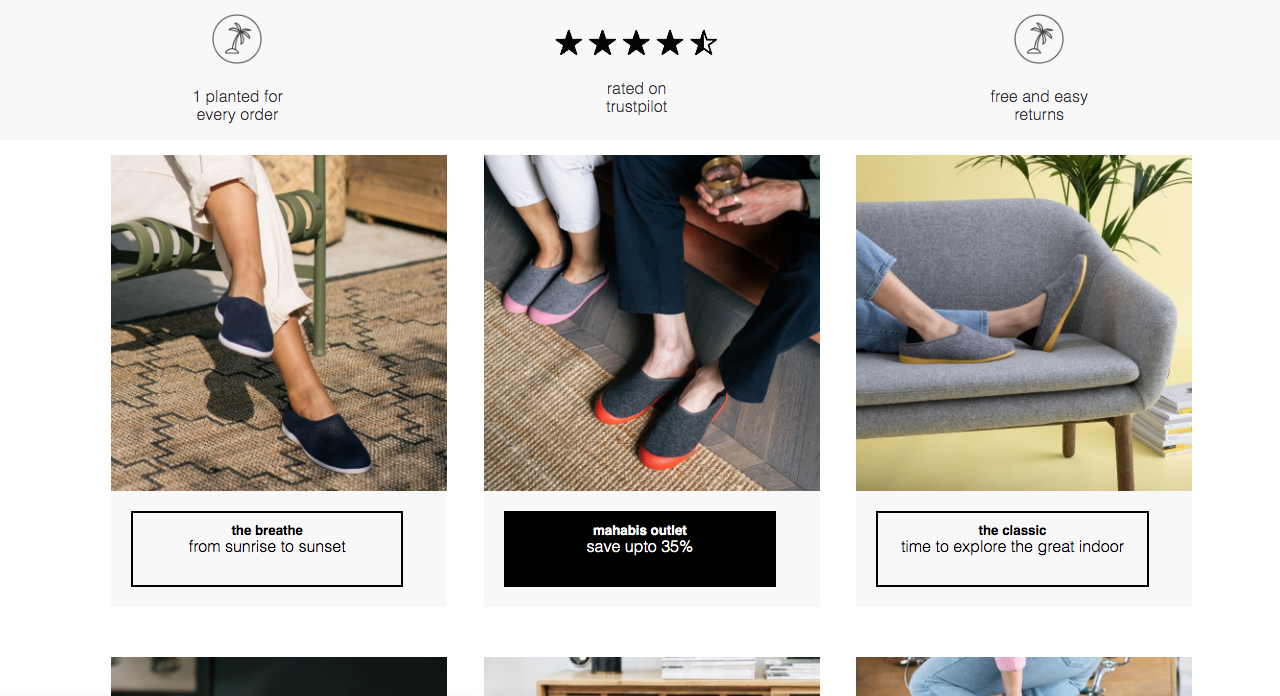 1 planted for
every order
rated on
trustpilot
free and easy
returns
the breathe
from sunrise to sunset
mahabis outlet
save upto 35%
the classic
time to explore the great indoor